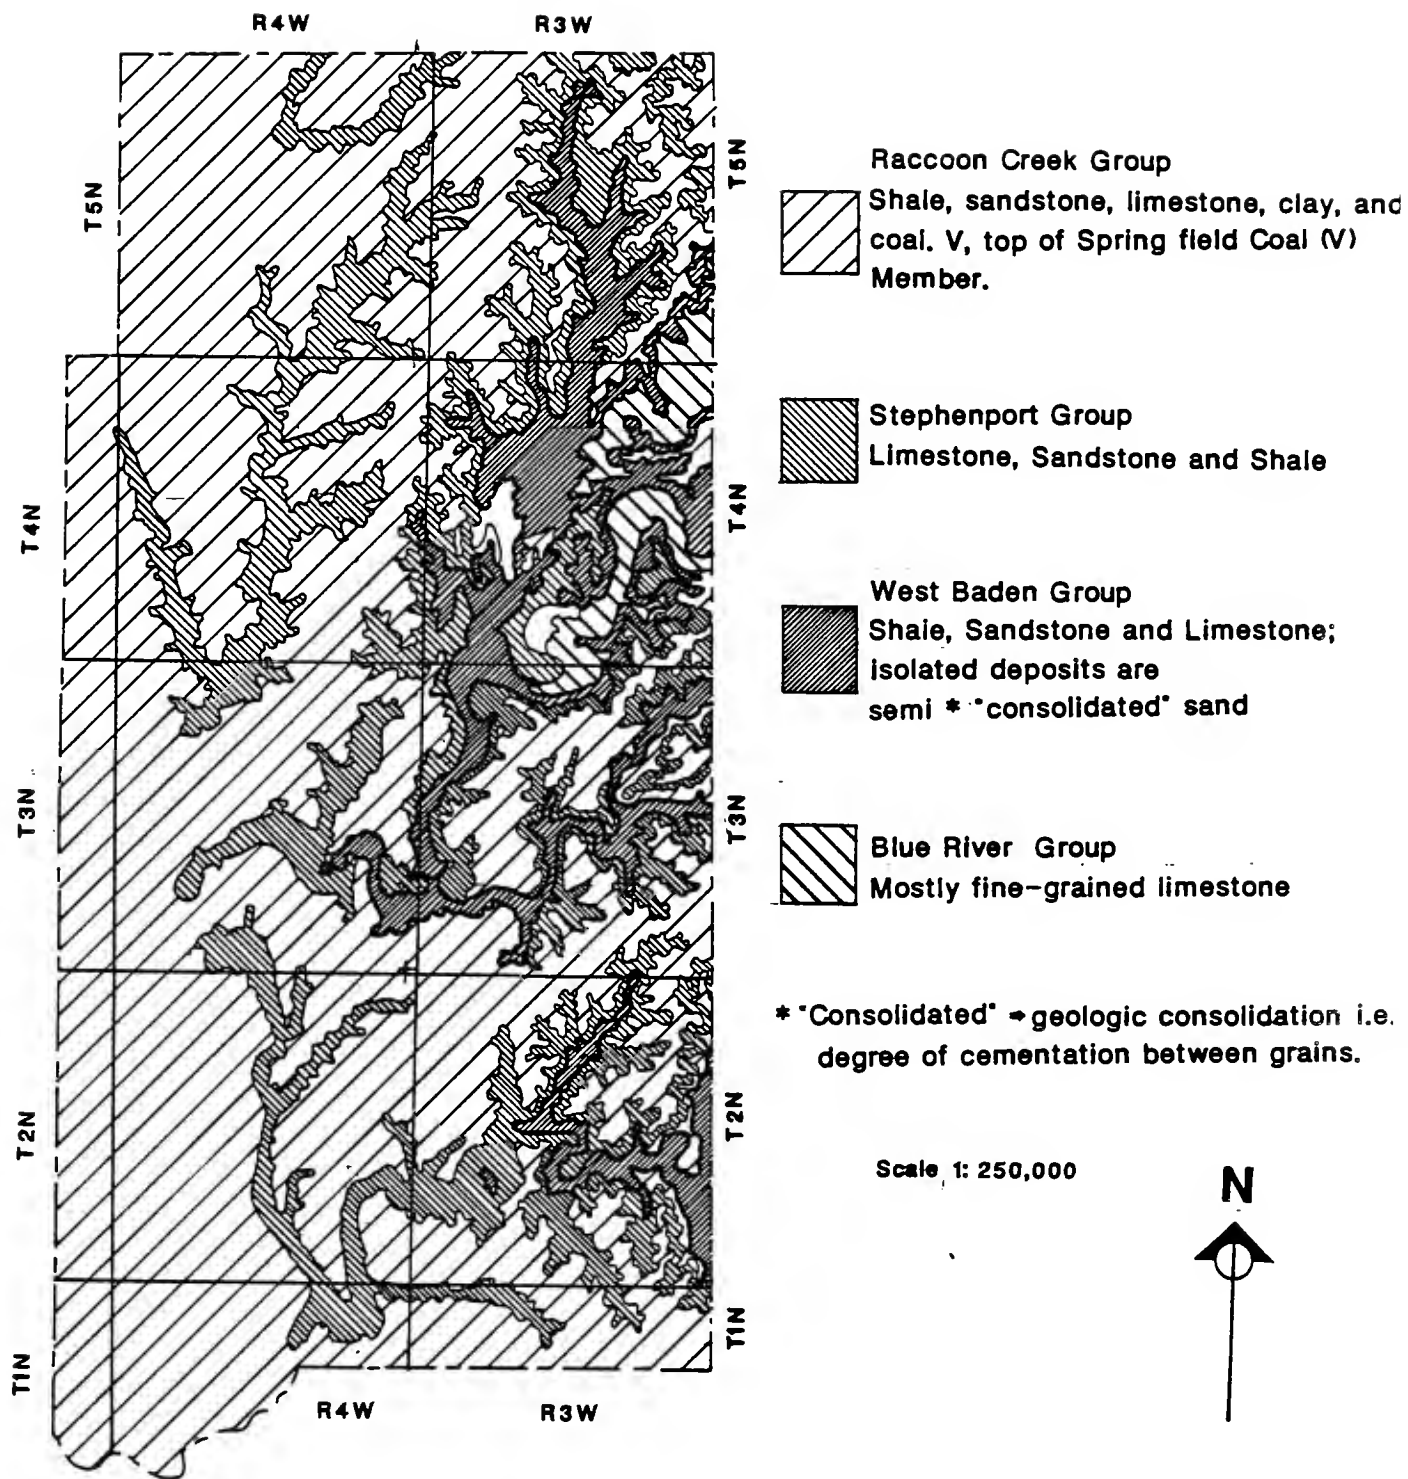 R4W
R3W
T5N
T5N
T4N
T4N
T3N
T3N
T2N
T2N
T1N
T1N
R4W
R3W
Raccoon Creek Group
Shale, sandstone, limestone, clay, and
coal. V, top of Spring field Coal (V)
Member.
Stephenport Group
Limestone, Sandstone and Shale
West Baden Group
Shale, Sandstone and Limestone;
isolated deposits are
semi * "consolidated" sand
Blue River Group
Mostly fine-grained limestone
* "Consolidated" → geologic consolidation i.e.
degree of cementation between grains.
Scale 1: 250,000
N